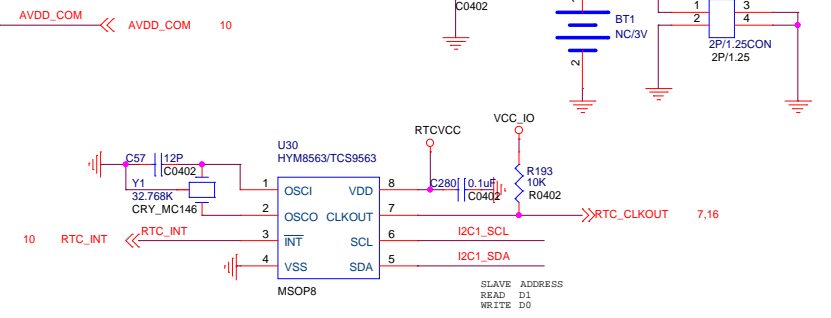 AVDD_COM
AVDD_COM 10
C0402
2
BT1
NC/3V
1
2
3
4
2P/1.25CON
2P/1.25
RTCVCC
VCC_IO
U30
HYM8563/TCS9563
C57 12P
C0402
Y1
32.768K
CRY_MC146
1 OSCI VDD 8
2 OSCO CLKOUT 7
3 INT SCL 6
4 VSS SDA 5
MSOP8
C280 0.1uF
C0402
R193
10K
R0402
RTC_CLKOUT 7,16
10 RTC_INT RTC_INT
I2C1_SCL
I2C1_SDA
SLAVE ADDRESS
READ D1
WRITE D0